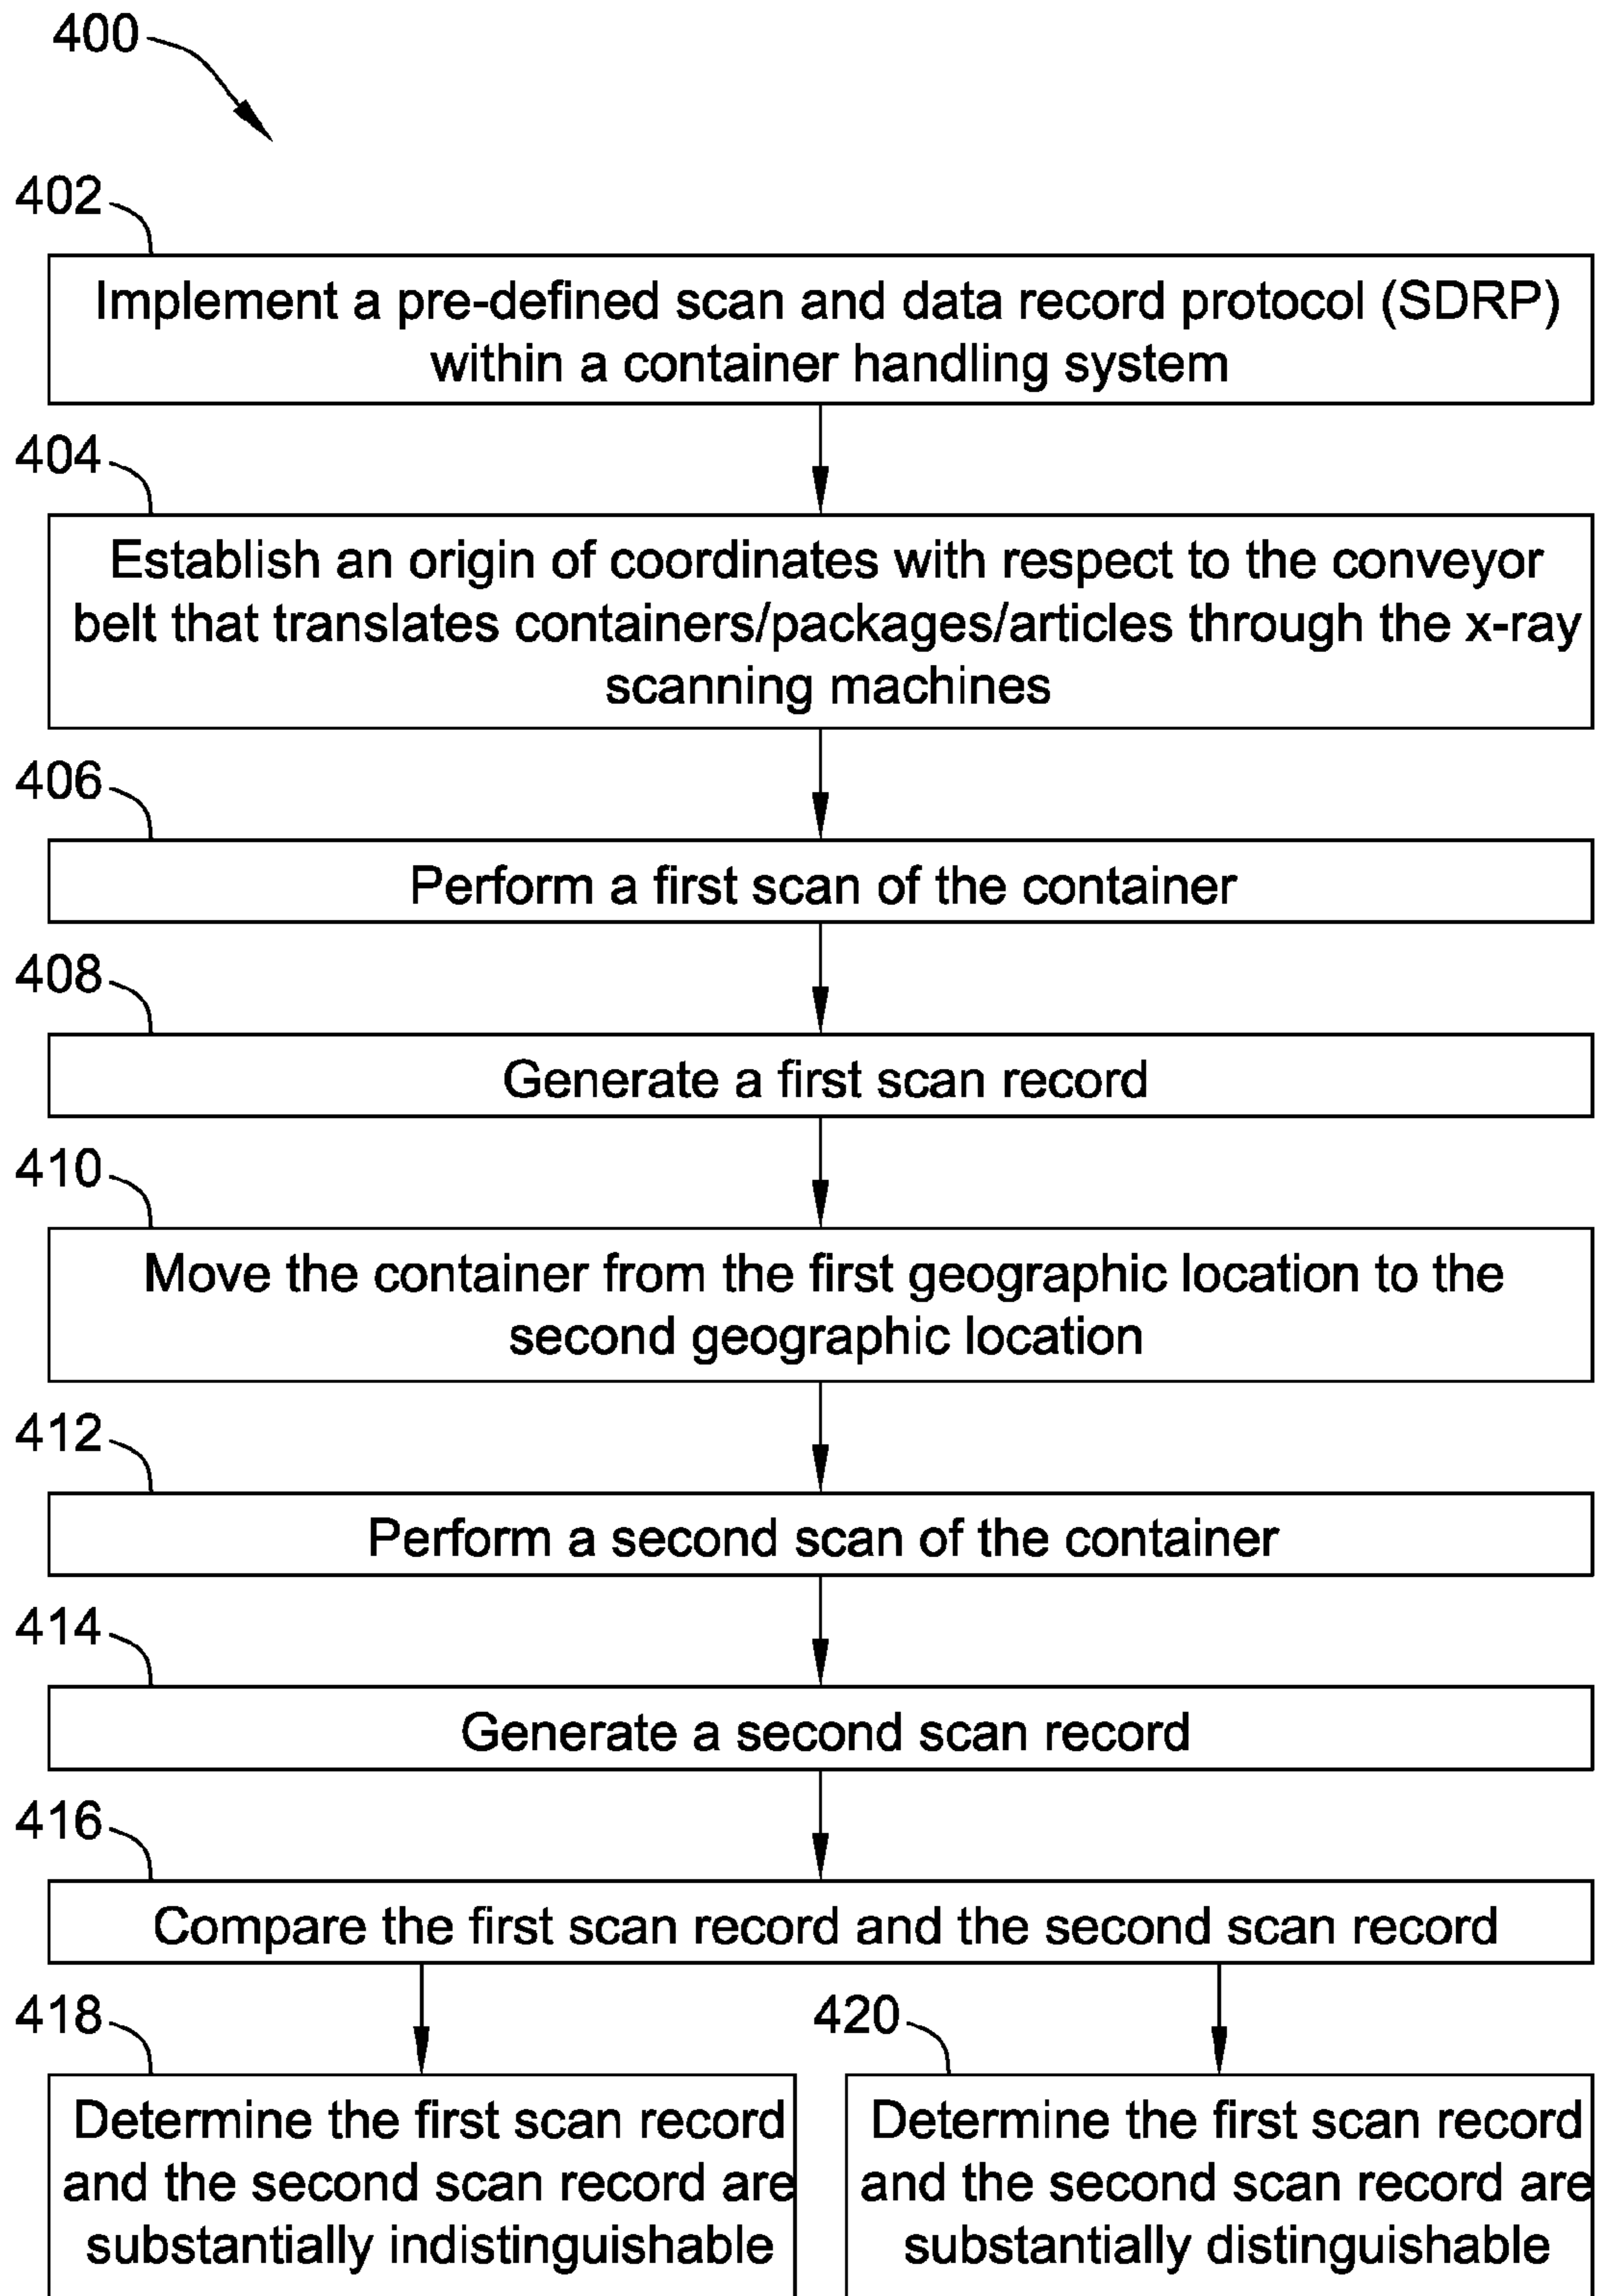 400
402
Implement a pre-defined scan and data record protocol (SDRP)
within a container handling system
404
Establish an origin of coordinates with respect to the conveyor
belt that translates containers/packages/articles through the x-ray
scanning machines
406
Perform a first scan of the container
408
Generate a first scan record
410
Move the container from the first geographic location to the
second geographic location
412
Perform a second scan of the container
414
Generate a second scan record
416
Compare the first scan record and the second scan record
418
Determine the first scan record
and the second scan record are
substantially indistinguishable
420
Determine the first scan record
and the second scan record are
substantially distinguishable